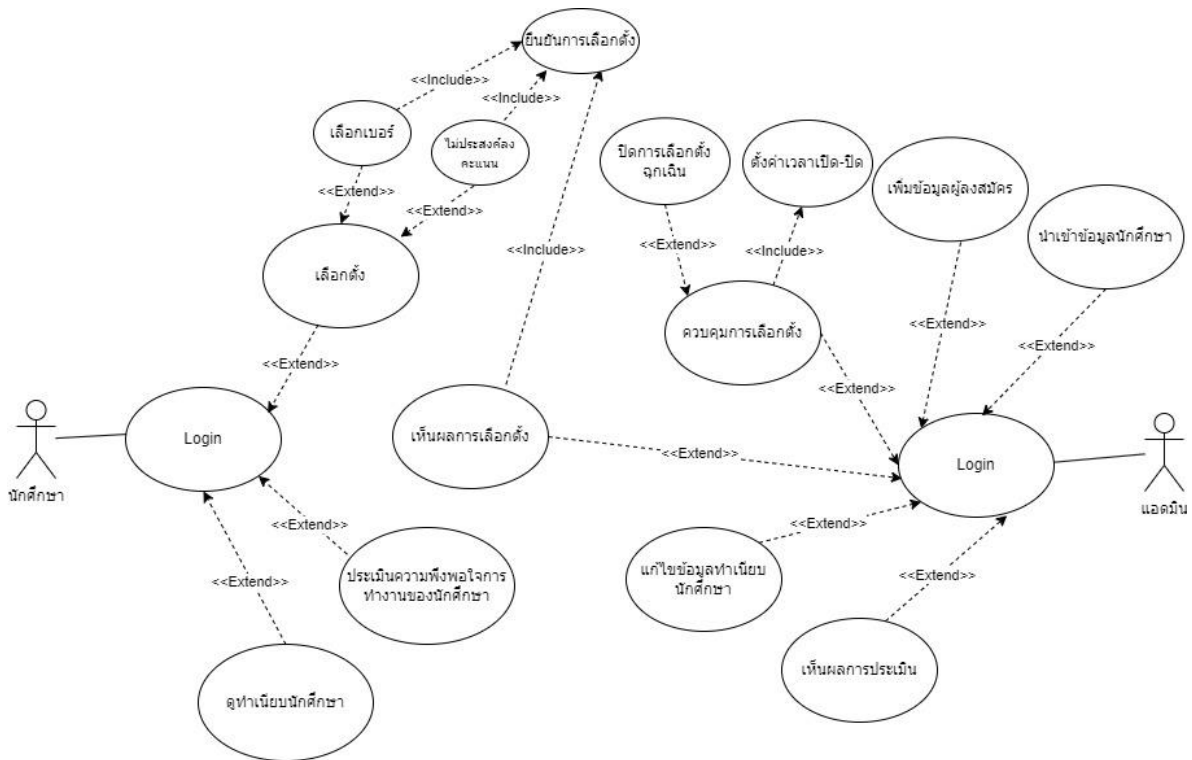 ยืนยันการเลือกตั้ง
<<Include>>
<<Include>>
เลือกเบอร์
ไม่ประสงค์ลง
คะแนน
<<Extend>>
<<Extend>>
เลือกตั้ง
<<Extend>>
<<Include>>
ปิดการเลือกตั้ง
ฉุกเฉิน
ตั้งค่าเวลาเปิด-ปิด
เพิ่มข้อมูลผู้ลงสมัคร
นำเข้าข้อมูลนักศึกษา
<<Extend>>
<<Include>>
ควบคุมการเลือกตั้ง
<<Extend>>
<<Extend>>
<<Extend>>
นักศึกษา
Login
เห็นผลการเลือกตั้ง
<<Extend>>
Login
แอดมิน
<<Extend>>
<<Extend>>
ประเมินความพึงพอใจการ
ทำงานของนักศึกษา
ดูทำเนียบนักศึกษา
<<Extend>>
<<Extend>>
แก้ไขข้อมูลทำเนียบ
นักศึกษา
เห็นผลการประเมิน